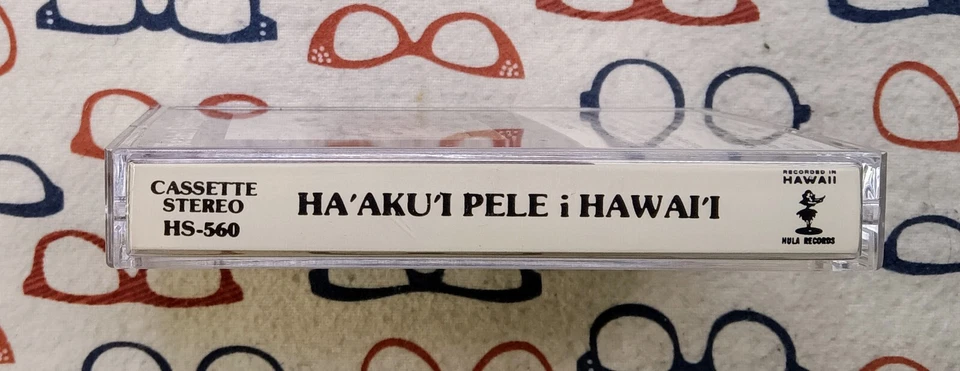 CASSETTE
STEREO
HS-560
HA'AKU'I PELE i HAWAI'I
RECORDED IN
HAWAII
HULA RECORDS